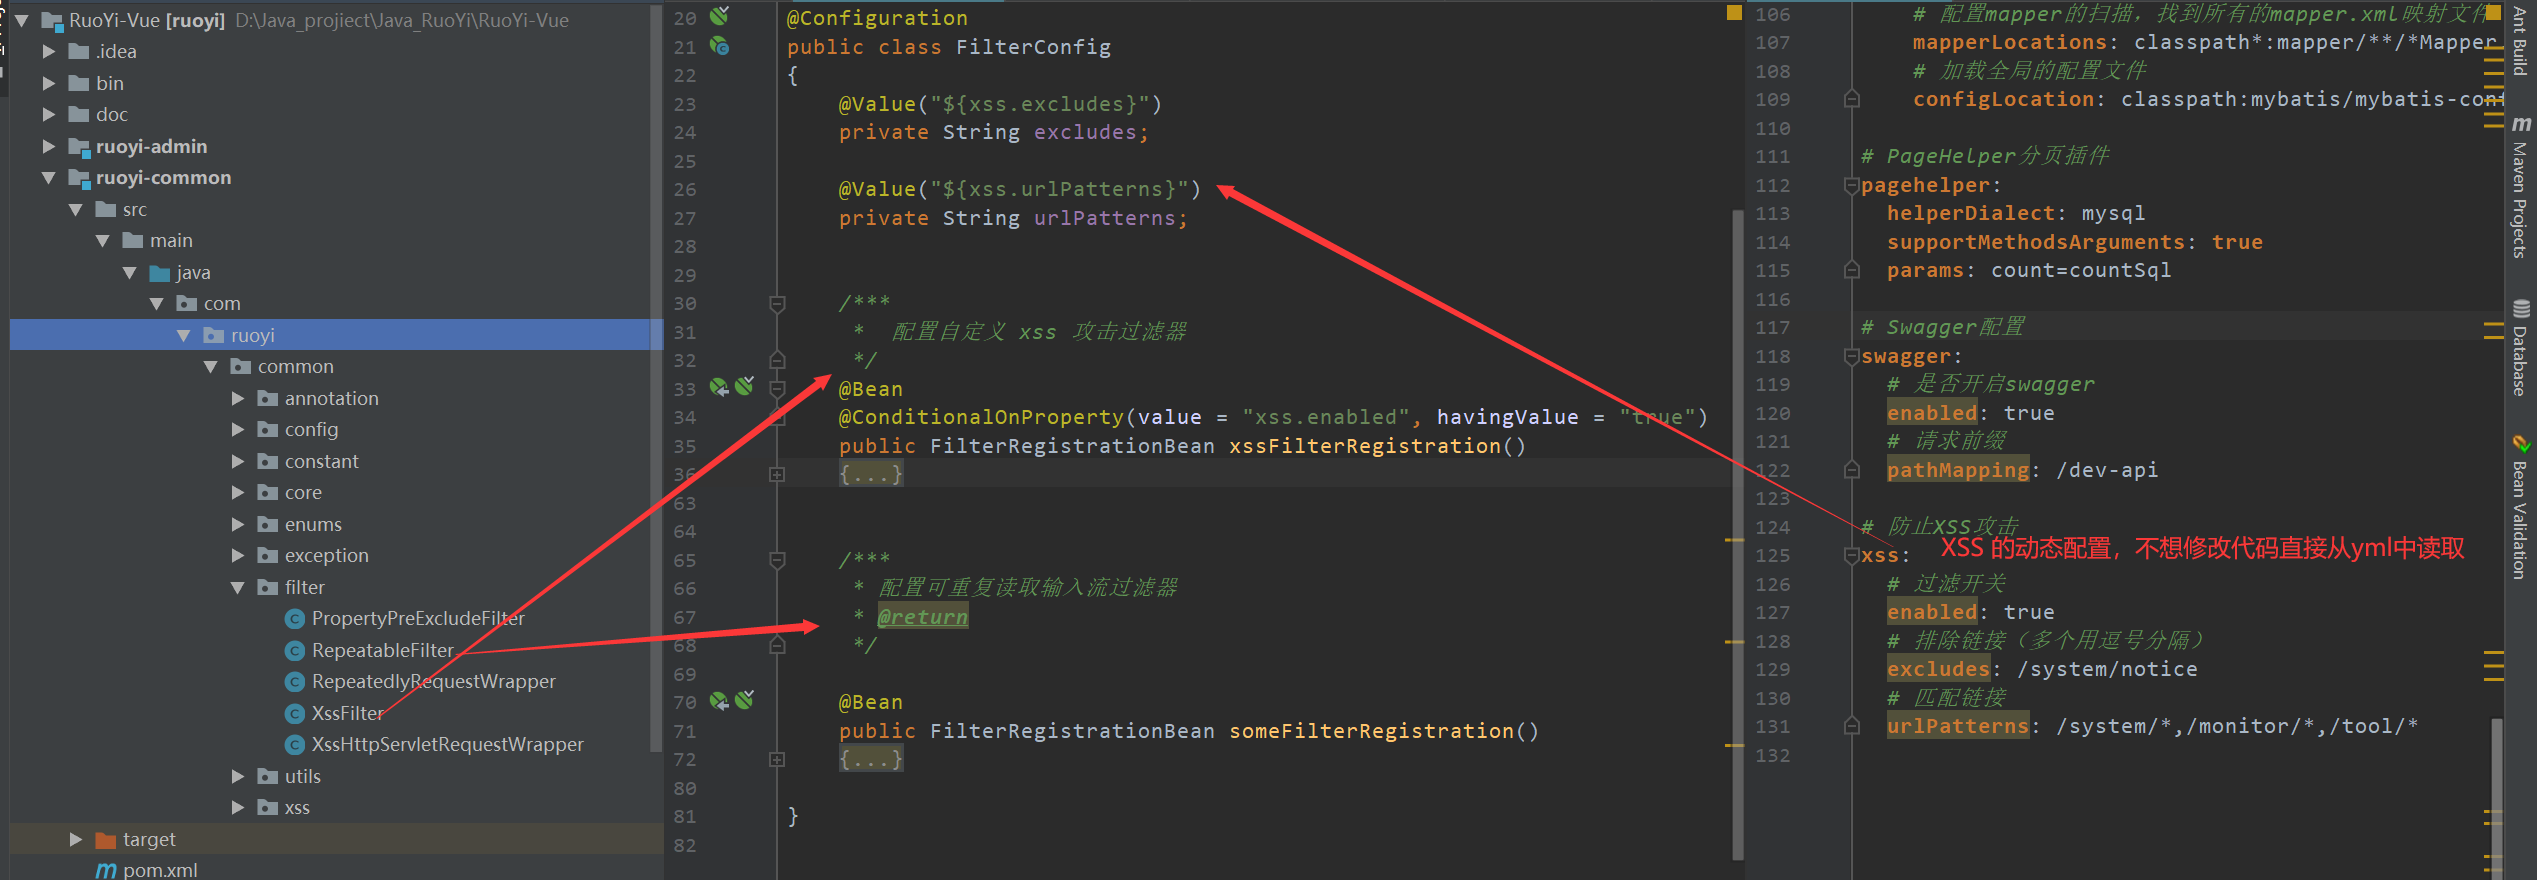 RuoYi-Vue [ruoyi] D:\Java_projiect\Java_RuoYi\RuoYi-Vue
.idea
bin
doc
ruoyi-admin
ruoyi-common
src
main
java
com
ruoyi
common
annotation
config
constant
core
enums
exception
filter
PropertyPreExcludeFilter
RepeatableFilter
RepeatedlyRequestWrapper
XssFilter
XssHttpServletRequestWrapper
utils
xss
target
pom.xml
20 @Configuration
21 public class FilterConfig
22 {
23 @Value("${xss.excludes}")
24 private String excludes;
25
26 @Value("${xss.urlPatterns}")
27 private String urlPatterns;
28
29
30 /***
31 * 配置自定义 xss 攻击过滤器
32 */
33 @Bean
34 @ConditionalOnProperty(value = "xss.enabled", havingValue = "true")
35 public FilterRegistrationBean xssFilterRegistration()
36 {...}
63
64
65 /***
66 * 配置可重复读取输入流过滤器
67 * @return
68 */
69
70 @Bean
71 public FilterRegistrationBean someFilterRegistration()
72 {...}
80
81 }
82
106 # 配置mapper的扫描，找到所有的mapper.xml映射文件
107 mapperLocations: classpath*:mapper/**/*Mapper
108 # 加载全局的配置文件
109 configLocation: classpath:mybatis/mybatis-conf
110
111 # PageHelper分页插件
112 pagehelper:
113 helperDialect: mysql
114 supportMethodsArguments: true
115 params: count=countSql
116
117 # Swagger配置
118 swagger:
119 # 是否开启swagger
120 enabled: true
121 # 请求前缀
122 pathMapping: /dev-api
123
124 # 防止XSS攻击
125 xss:
XSS 的动态配置，不想修改代码直接从yml中读取
126 # 过滤开关
127 enabled: true
128 # 排除链接（多个用逗号分隔）
129 excludes: /system/notice
130 # 匹配链接
131 urlPatterns: /system/*,/monitor/*,/tool/*
132
Ant Build
Maven Projects
Database
Bean Validation